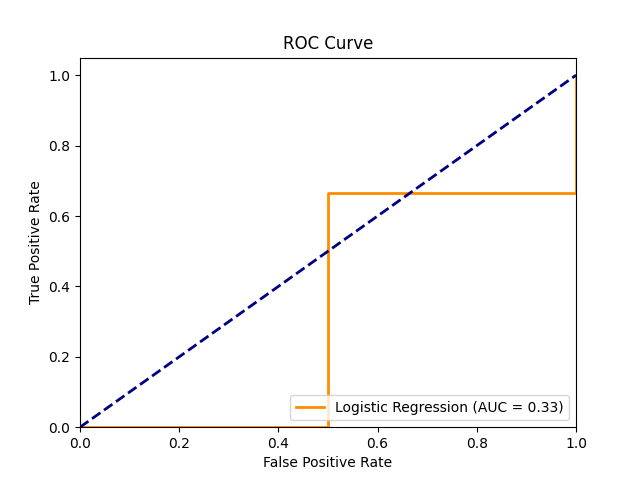 ROC Curve
True Positive Rate
1.0
0.8
0.6
0.4
0.2
0.0
Logistic Regression (AUC = 0.33)
0.0 0.2 0.4 0.6 0.8 1.0
False Positive Rate